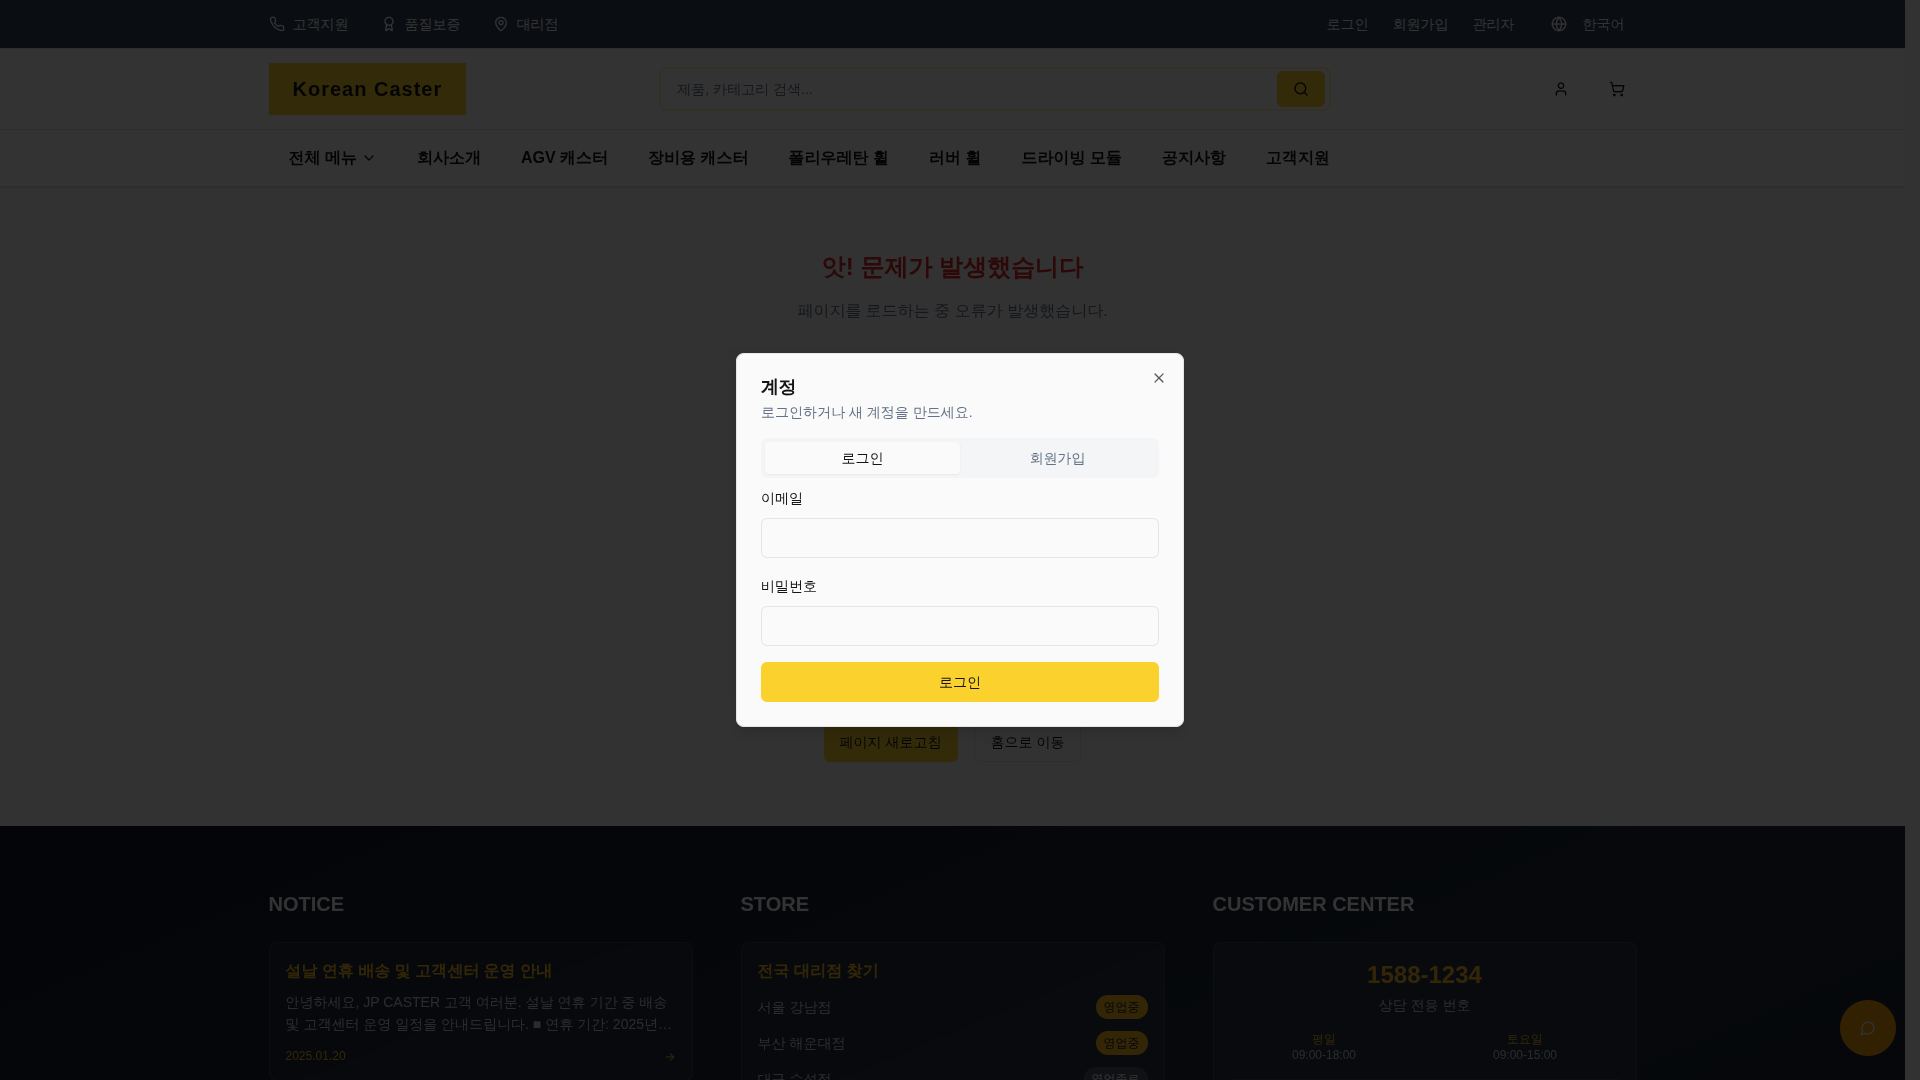 고객지원 품질보증 대리점 로그인 회원가입 관리자 한국어
Korean Caster
제품, 카테고리 검색...
전체 메뉴 회사소개 AGV 캐스터 장비용 캐스터 폴리우레탄 휠 러버 휠 드라이빙 모듈 공지사항 고객지원
앗! 문제가 발생했습니다
페이지를 로드하는 중 오류가 발생했습니다.
계정
로그인하거나 새 계정을 만드세요.
로그인 회원가입
이메일
비밀번호
로그인
페이지 새로고침 홈으로 이동
NOTICE
설날 연휴 배송 및 고객센터 운영 안내
안녕하세요, JP CASTER 고객 여러분. 설날 연휴 기간 중 배송
및 고객센터 운영 일정을 안내드립니다. ■ 연휴 기간: 2025년...
2025.01.20
STORE
전국 대리점 찾기
서울 강남점 영업중
부산 해운대점 영업중
대구 수성점 영업종료
CUSTOMER CENTER
1588-1234
상담 전용 번호
평일 토요일
09:00-18:00 09:00-15:00